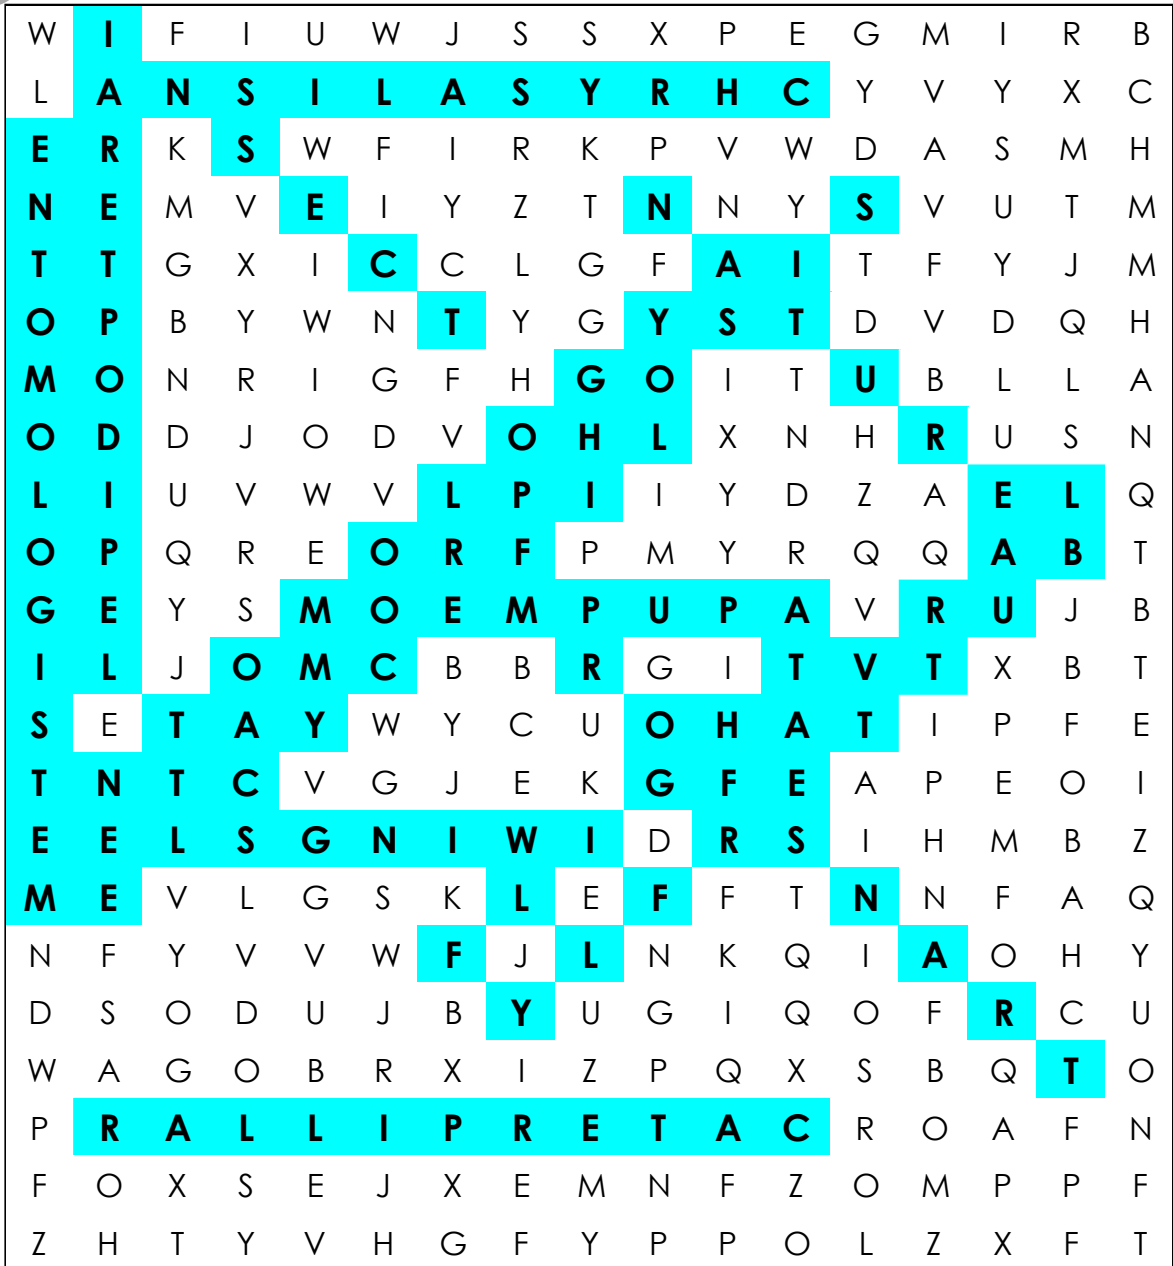 W I F I U W J S S X P E G M I R B
L A N S I L A S Y R H C Y V Y X C
E R K S W F I R K P V W D A S M H
N E M V E I Y Z T N N Y S V U T M
T T G X I C C L G F A I T F Y J M
O P B Y W N T Y G Y S T D V D Q H
M O N R I G F H G O I T U B L L A
O D D J O D V O H L X N H R U S N
L I U V W V L P I I Y D Z A E L Q
O P Q R E O R F P M Y R Q Q A B T
G E Y S M O E M P U P A V R U J B
I L J O M C B B R G I T V T X B T
S E T A Y W Y C U O H A T I P F E
T N T C V G J E K G F E A P E O I
E E L S G N I W I D R S I H M B Z
M E V L G S K L E F F T N N F A Q
N F Y V V W F J L N K Q I A O H Y
D S O D U J B Y U G I Q O F R C U
W A G O B R X I Z P Q X S B Q T O
P R A L L I P R E T A C R O A F N
F O X S E J X E M N F Z O M P P F
Z H T Y V H G F Y P P O L Z X F T